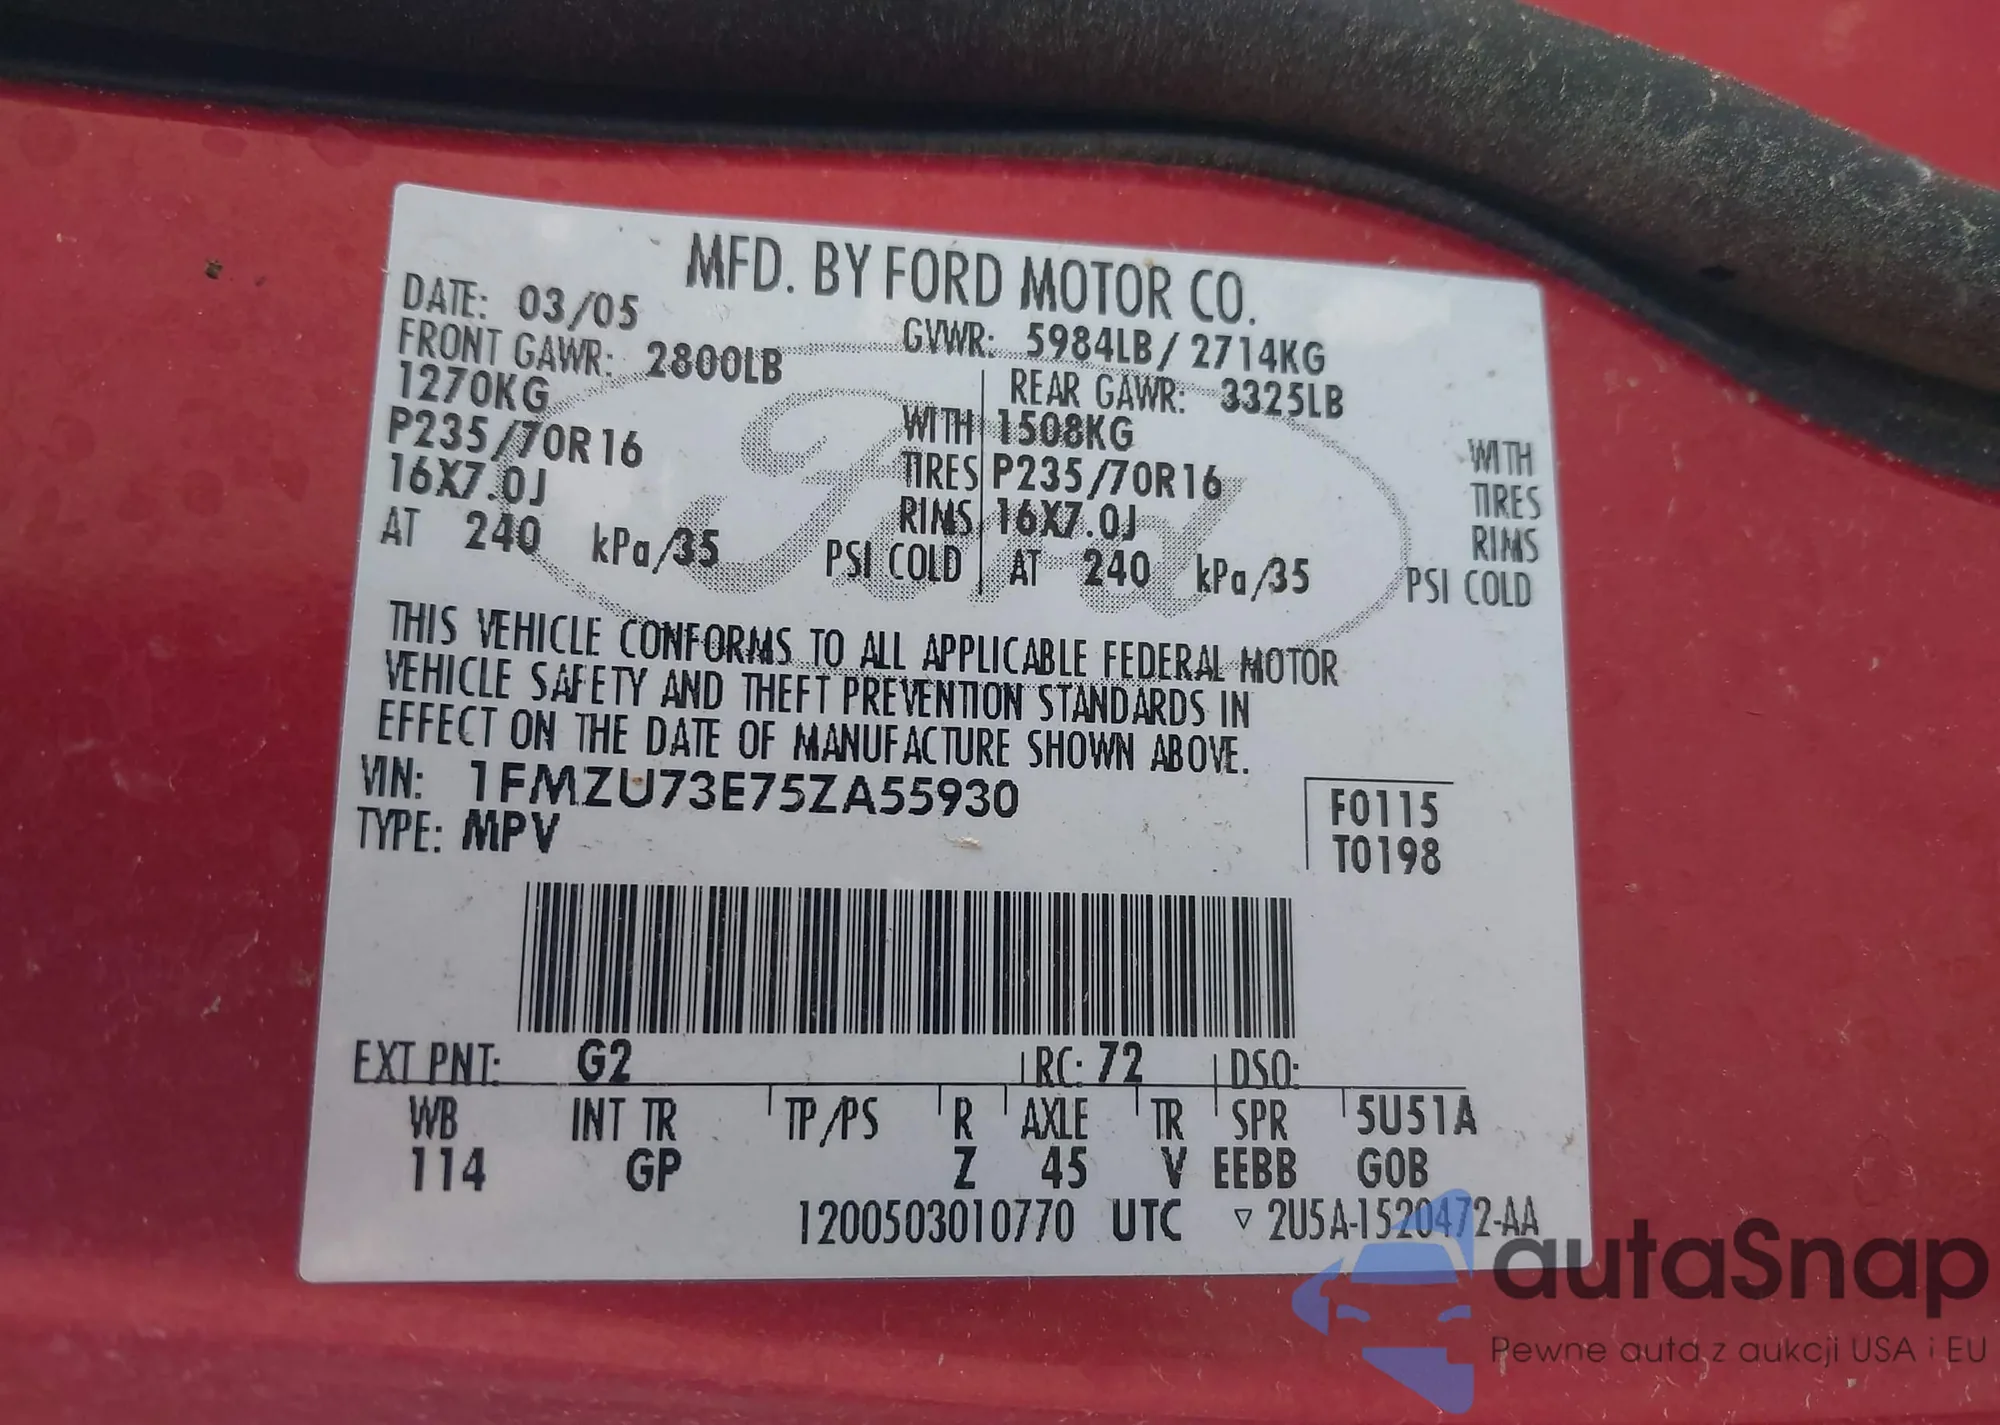 MFD. BY FORD MOTOR CO.
DATE: 03/05
GVWR: 5984LB / 2714KG
FRONT GAWR: 2800LB
REAR GAWR: 3325LB
1270KG WITH
1508KG WITH
P235/70R16 TIRES
P235/70R16 TIRES
16X7.0J RIMS
16X7.0J RIMS
AT 240 kPa/35 PSI COLD
AT 240 kPa/35 PSI COLD
Ford
THIS VEHICLE CONFORMS TO ALL APPLICABLE FEDERAL MOTOR
VEHICLE SAFETY AND THEFT PREVENTION STANDARDS IN
EFFECT ON THE DATE OF MANUFACTURE SHOWN ABOVE.
VIN: 1FMZU73E75ZA55930
TYPE: MPV
F0115
T0198
EXT PNT: G2 RC: 72 DSO:
WB INT TR TP/PS R AXLE TR SPR 5U51A
114 GP Z 45 V EEBB GOB
1200503010770 UTC ▽ 2U5A-1520472-AA
autaSnap
Pewne auta z aukcji USA i EU